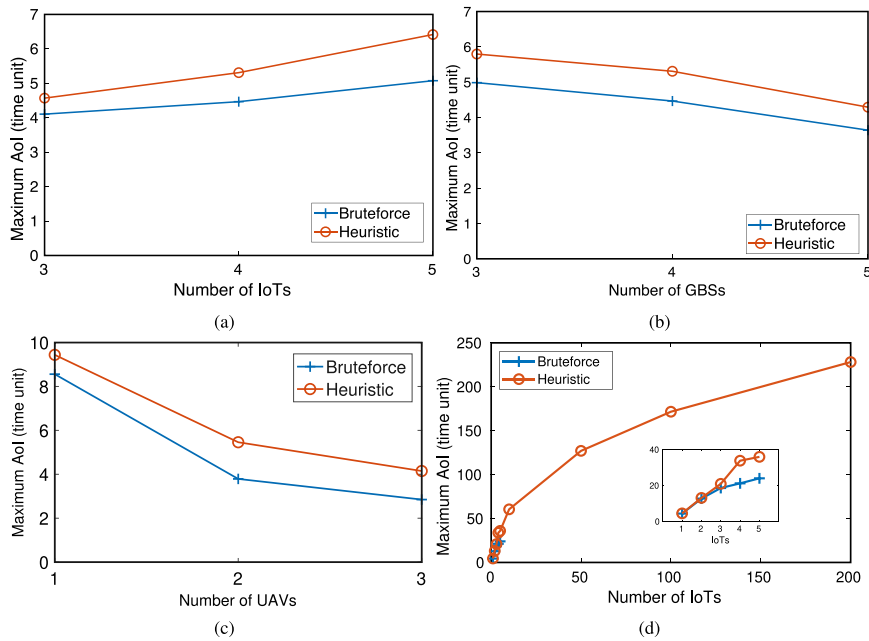 7
6
5
4
3
2
1
0
Maximum AoI (time unit)
Bruteforce
Heuristic
3
4
5
Number of IoTs
(a)
7
6
5
4
3
2
1
0
Maximum AoI (time unit)
Bruteforce
Heuristic
3
4
5
Number of GBSs
(b)
10
8
6
4
2
0
Maximum AoI (time unit)
Bruteforce
Heuristic
1
2
3
Number of UAVs
(c)
250
200
150
100
50
0
Maximum AoI (time unit)
Bruteforce
Heuristic
40
20
0
1 2 3 4 5
IoTs
0 50 100 150 200
Number of IoTs
(d)